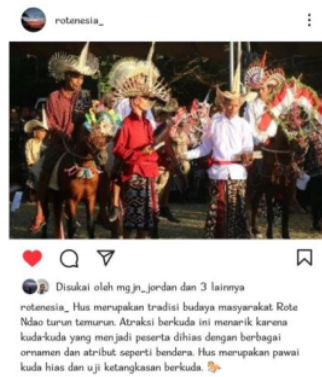 rotenesia_
Disukai oleh mgjn_jordan dan 3 lainnya
rotenesia_ Hus merupakan tradisi budaya masyarakat Rote
Ndao turun temurun. Atraksi berkuda ini menarik karena
kuda-kuda yang menjadi peserta dihias dengan berbagai
ornamen dan atribut seperti bendera. Hus merupakan pawai
kuda hias dan uji ketangkasan berkuda. 🐎